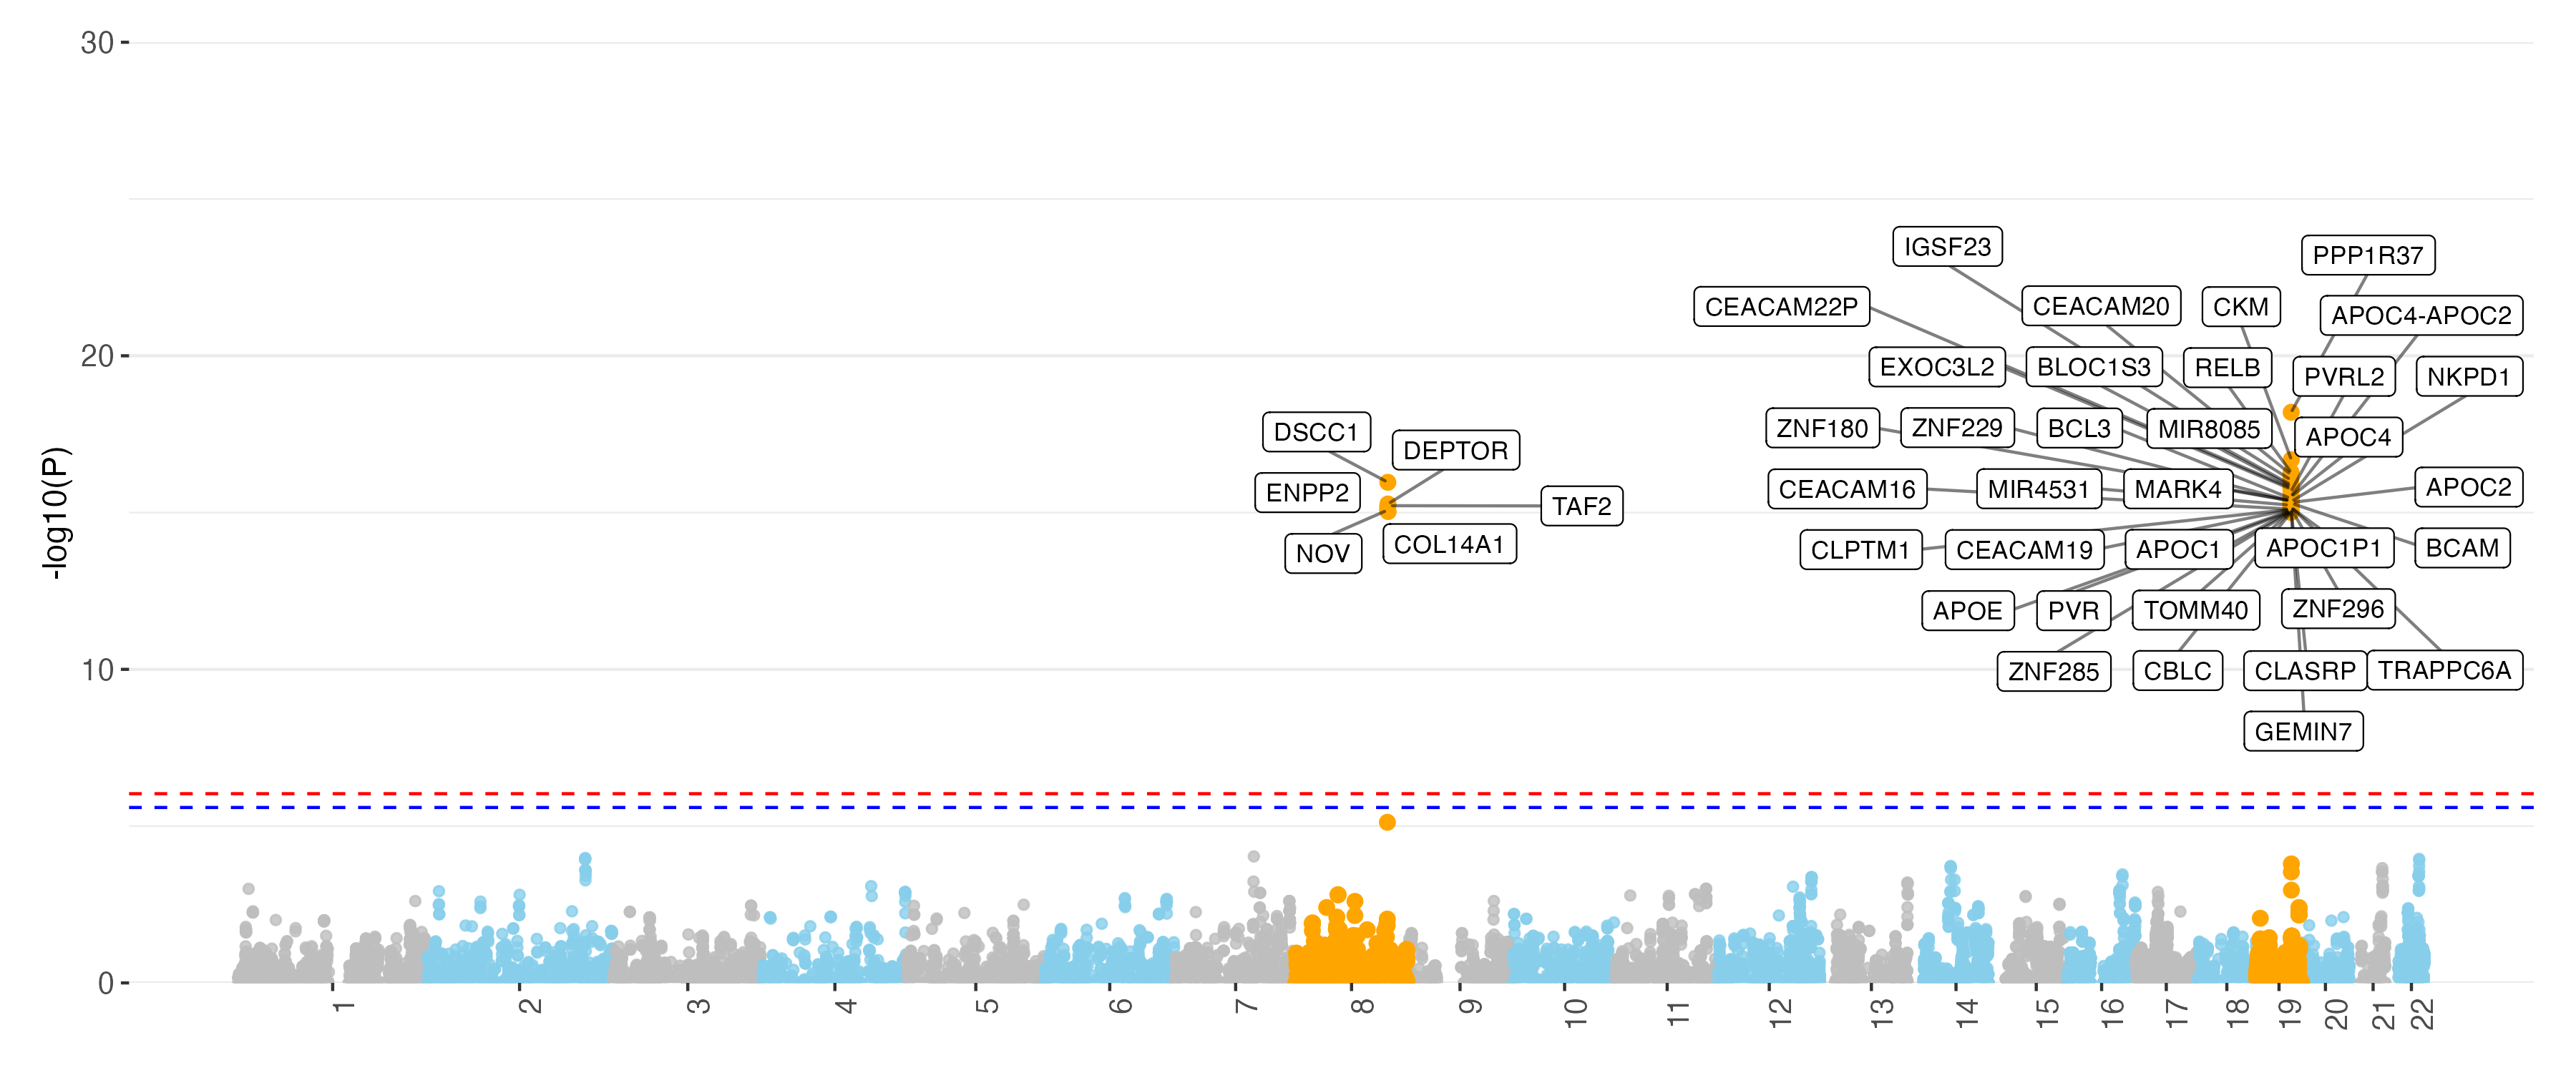 30
20
10
0
-log10(P)
IGSF23
PPP1R37
CEACAM22P
CEACAM20
CKM
APOC4-APOC2
EXOC3L2
BLOC1S3
RELB
PVRL2
NKPD1
ZNF180
ZNF229
BCL3
MIR8085
APOC4
DSCC1
DEPTOR
ENPP2
TAF2
NOV
COL14A1
CEACAM16
MIR4531
MARK4
APOC2
CLPTM1
CEACAM19
APOC1
APOC1P1
BCAM
APOE
PVR
TOMM40
ZNF296
ZNF285
CBLC
CLASRP
TRAPPC6A
GEMIN7
1
2
3
4
5
6
7
8
9
10
11
12
13
14
15
16
17
18
19
20
21
22